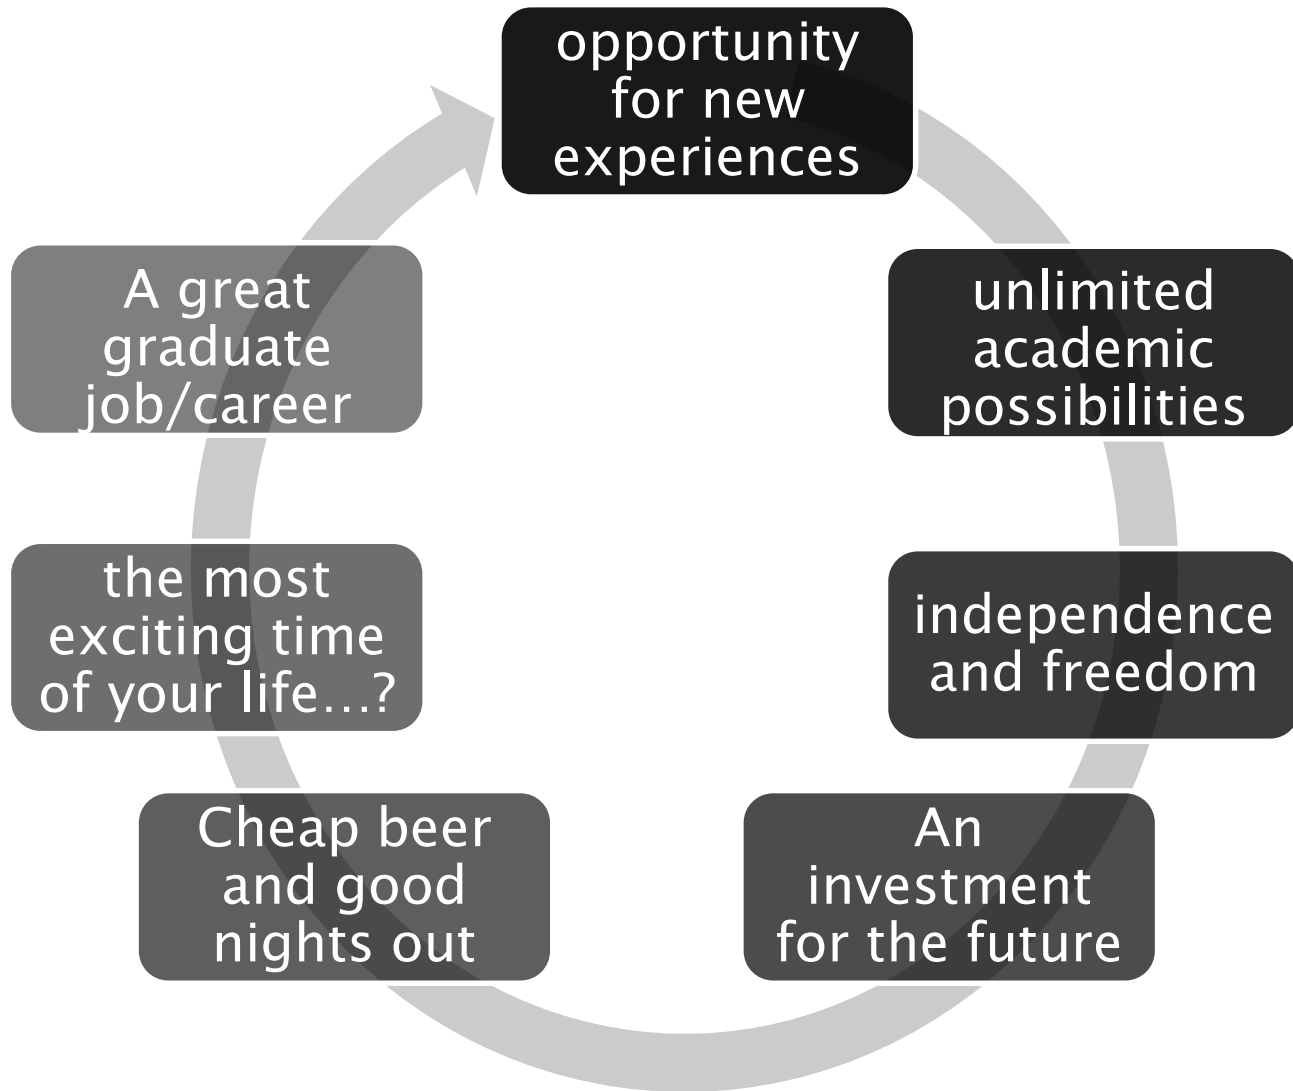 opportunity
for new
experiences
unlimited
academic
possibilities
independence
and freedom
An
investment
for the future
Cheap beer
and good
nights out
the most
exciting time
of your life...?
A great
graduate
job/career